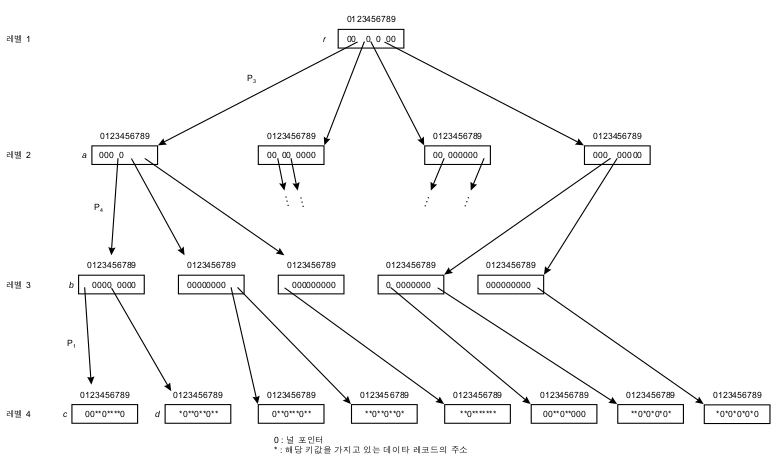 0123456789
레벨 1
r
00 0 0 00
P3
0123456789 0123456789 0123456789 0123456789
레벨 2
a
000 0
00 00 0000
00 000000
000 00000
P4
0123456789 0123456789 0123456789 0123456789 0123456789
레벨 3
b
0000 0000
00000000
000000000
0 0000000
000000000
P1
0123456789 0123456789 0123456789 0123456789 0123456789 0123456789 0123456789 0123456789
레벨 4
c
00**0****0
d
*0**0**0**
0**0***0**
**0**0**0*
**0*******
00**0**000
**0*0*0*0*
*0*0*0*0*0
0 : 널 포인터
* : 해당 키값을 가지고 있는 데이타 레코드의 주소